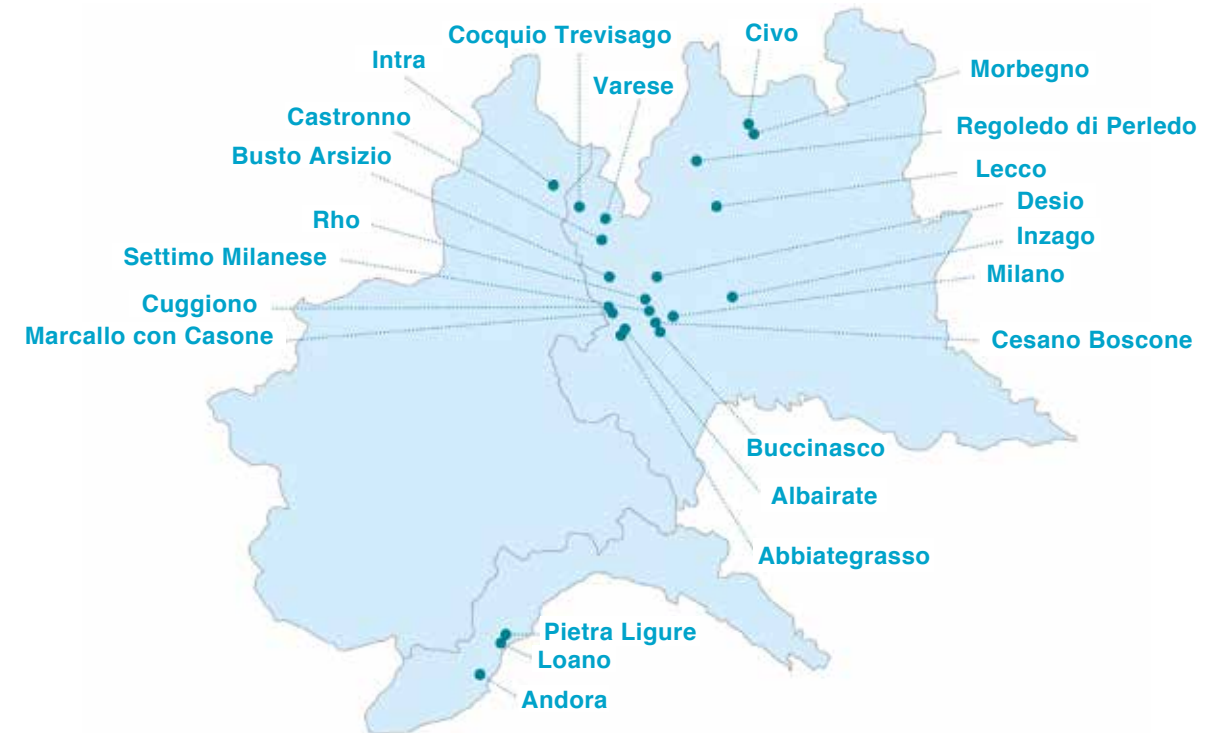 Cocquio Trevisago
Civo
Intra
Morbegno
Varese
Castronno
Regoledo di Perledo
Busto Arsizio
Lecco
Desio
Rho
Inzago
Settimo Milanese
Milano
Cuggiono
Marcallo con Casone
Cesano Boscone
Buccinasco
Albairate
Abbiategrasso
Pietra Ligure
Loano
Andora